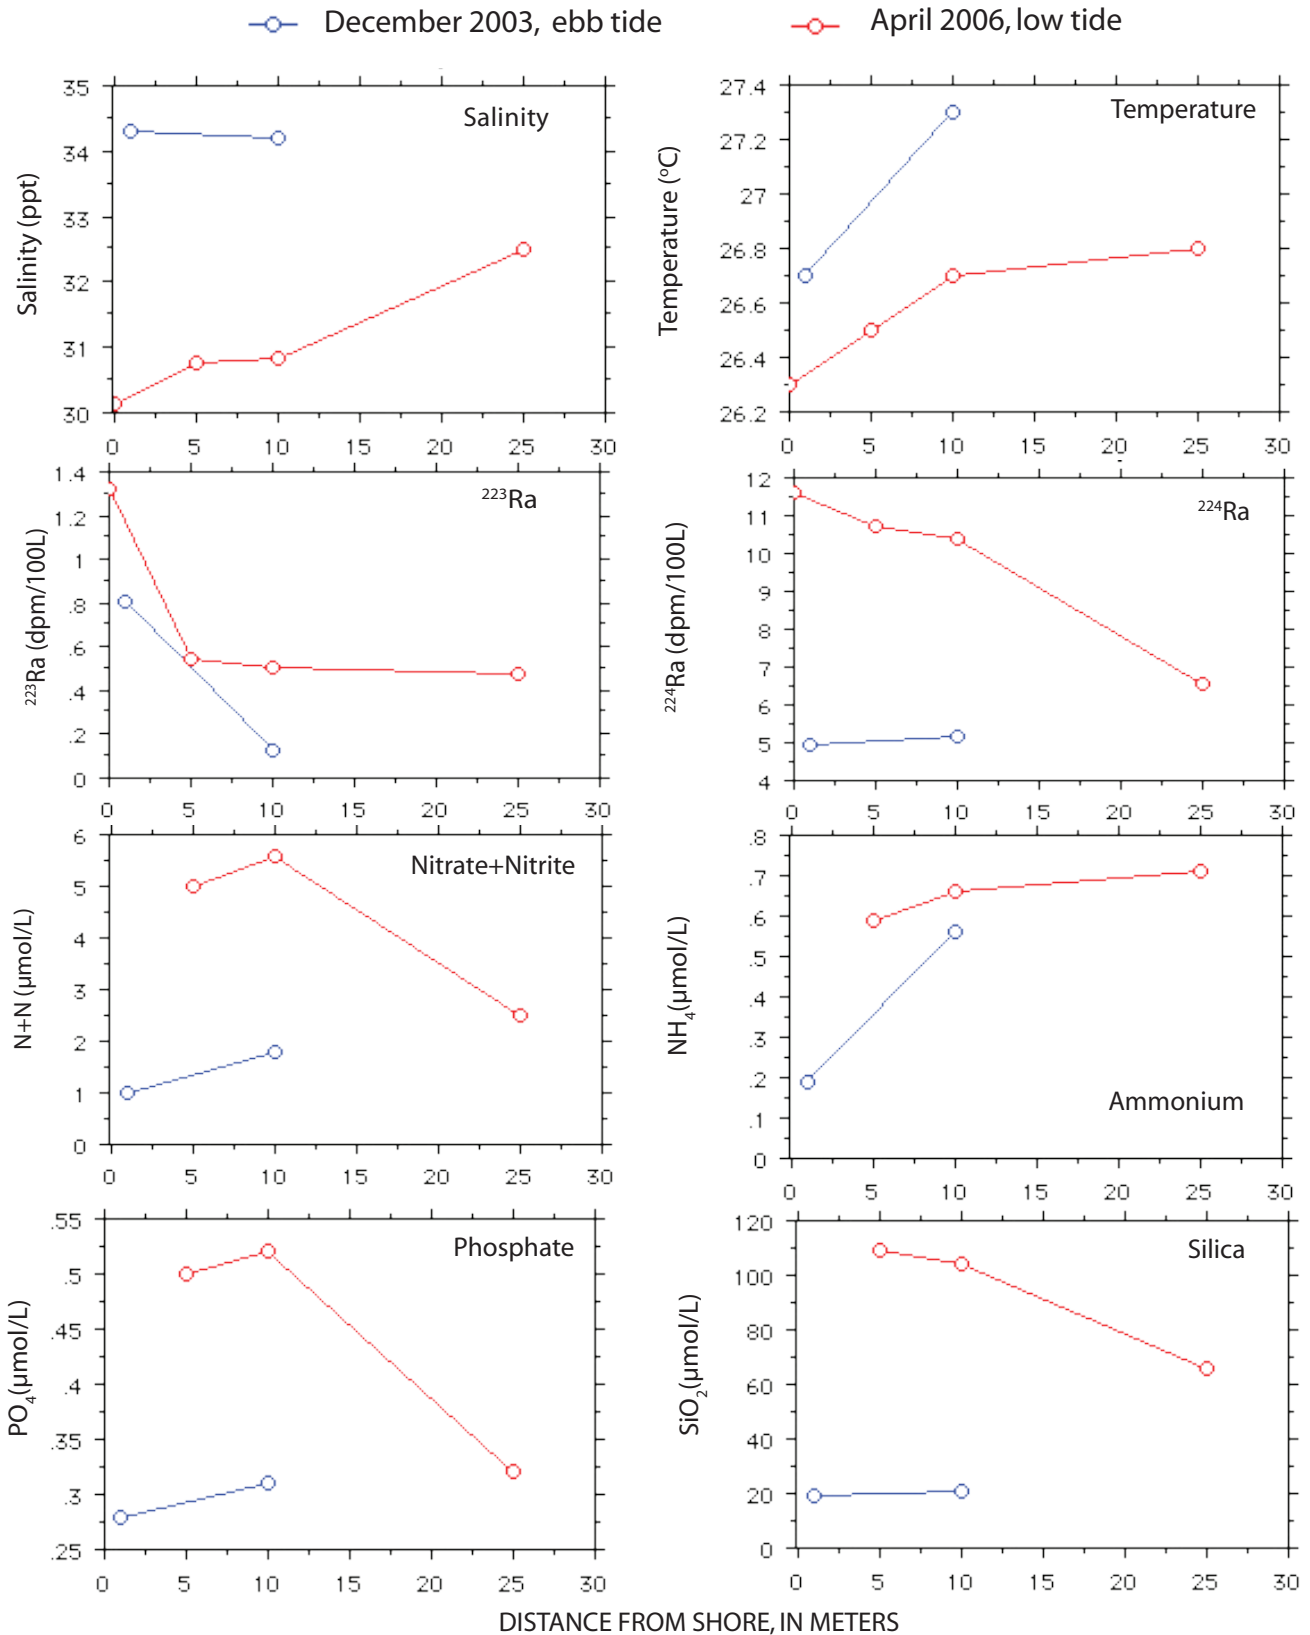 December 2003, ebb tide
April 2006, low tide
35
34
33
32
31
30
Salinity (ppt)
Salinity
0 5 10 15 20 25 30
27.4
27.2
27
26.8
26.6
26.4
26.2
Temperature (°C)
Temperature
0 5 10 15 20 25 30
1.4
1.2
1
.8
.6
.4
.2
0
²²³Ra (dpm/100L)
²²³Ra
0 5 10 15 20 25 30
12
11
10
9
8
7
6
5
4
²²⁴Ra (dpm/100L)
²²⁴Ra
0 5 10 15 20 25 30
6
5
4
3
2
1
0
N+N (µmol/L)
Nitrate+Nitrite
0 5 10 15 20 25 30
.8
.7
.6
.5
.4
.3
.2
.1
0
NH₄(µmol/L)
Ammonium
0 5 10 15 20 25 30
.55
.5
.45
.4
.35
.3
.25
PO₄(µmol/L)
Phosphate
0 5 10 15 20 25 30
120
100
80
60
40
20
0
SiO₂(µmol/L)
Silica
0 5 10 15 20 25 30
DISTANCE FROM SHORE, IN METERS